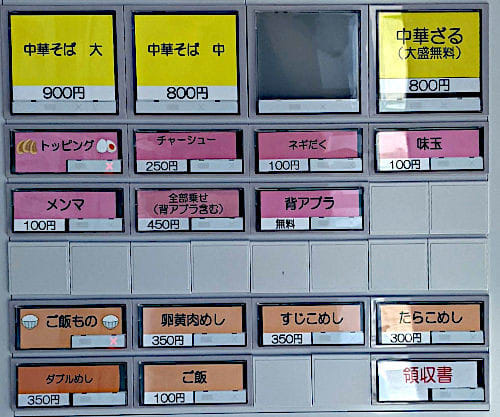 中華そば 大
900円
中華そば 中
800円
中華ざる
(大盛無料)
800円
トッピング
チャーシュー
250円
ネギだく
100円
味玉
100円
メンマ
100円
全部乗せ
(背アブラ含む)
450円
背アブラ
無料
ご飯もの
卵黄肉めし
350円
すじこめし
350円
たらこめし
300円
ダブルめし
350円
ご飯
100円
領収書